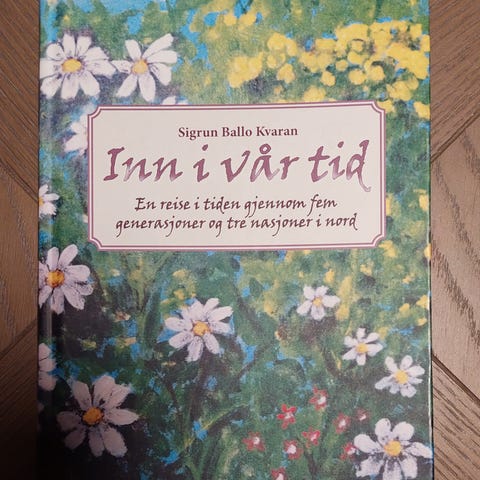 Sigrun Ballo Kvaran
Inn i vår tid
En reise i tiden gjennom fem
generasjoner og tre nasjoner i nord